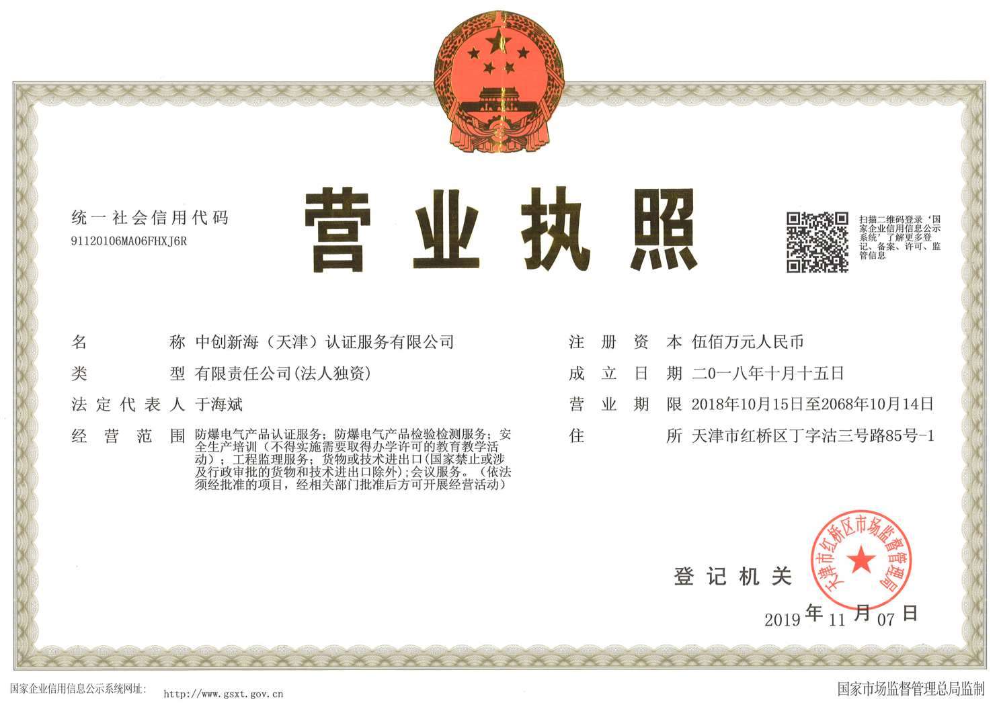 营业执照
统一社会信用代码
91120106MA06FHXJ6R
扫描二维码登录‘国
家企业信用信息公示
系统’了解更多登
记、备案、许可、监
管信息
名称 中创新海（天津）认证服务有限公司
类型 有限责任公司(法人独资)
法定代表人 于海斌
经营范围 防爆电气产品认证服务；防爆电气产品检验检测服务；安
全生产培训（不得实施需要取得办学许可的教育教学活
动）；工程监理服务；货物或技术进出口(国家禁止或涉
及行政审批的货物和技术进出口除外);会议服务。（依法
须经批准的项目，经相关部门批准后方可开展经营活动）
注册资本 伍佰万元人民币
成立日期 二0一八年十月十五日
营业期限 2018年10月15日至2068年10月14日
住所 天津市红桥区丁字沽三号路85号-1
登记机关
天津市红桥区市场监督管理局
2019年11月07日
国家企业信用信息公示系统网址: http://www.gsxt.gov.cn
国家市场监督管理总局监制